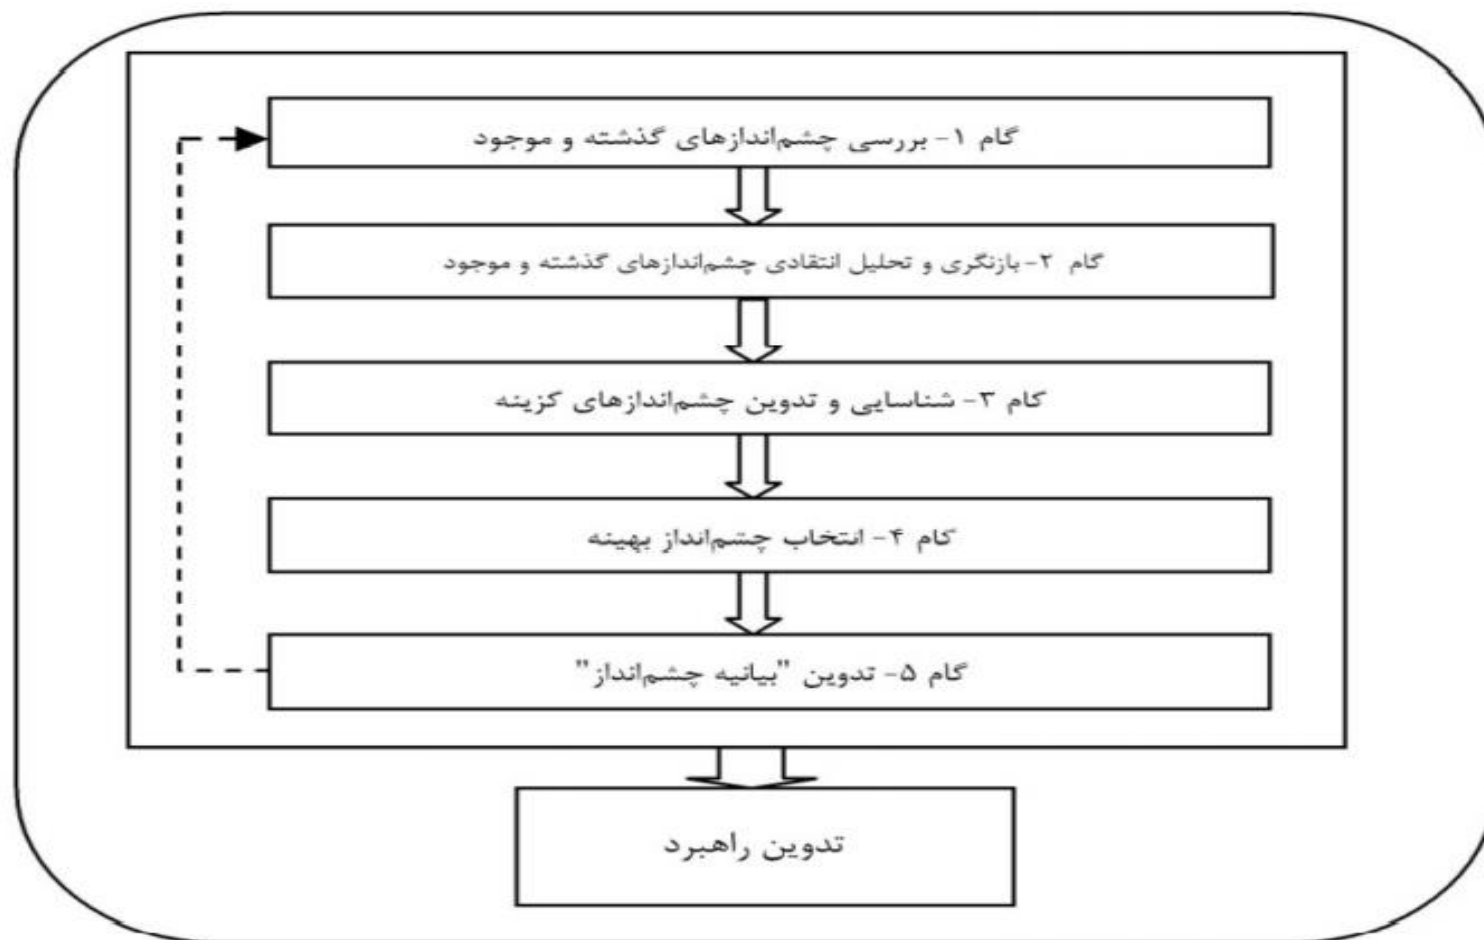 گام ۱- بررسی چشم‌اندازهای گذشته و موجود
گام ۲- بازنگری و تحلیل انتقادی چشم‌اندازهای گذشته و موجود
گام ۳- شناسایی و تدوین چشم‌اندازهای گزینه
گام ۴- انتخاب چشم‌انداز بهینه
گام ۵- تدوین "بیانیه چشم‌انداز"
تدوین راهبرد